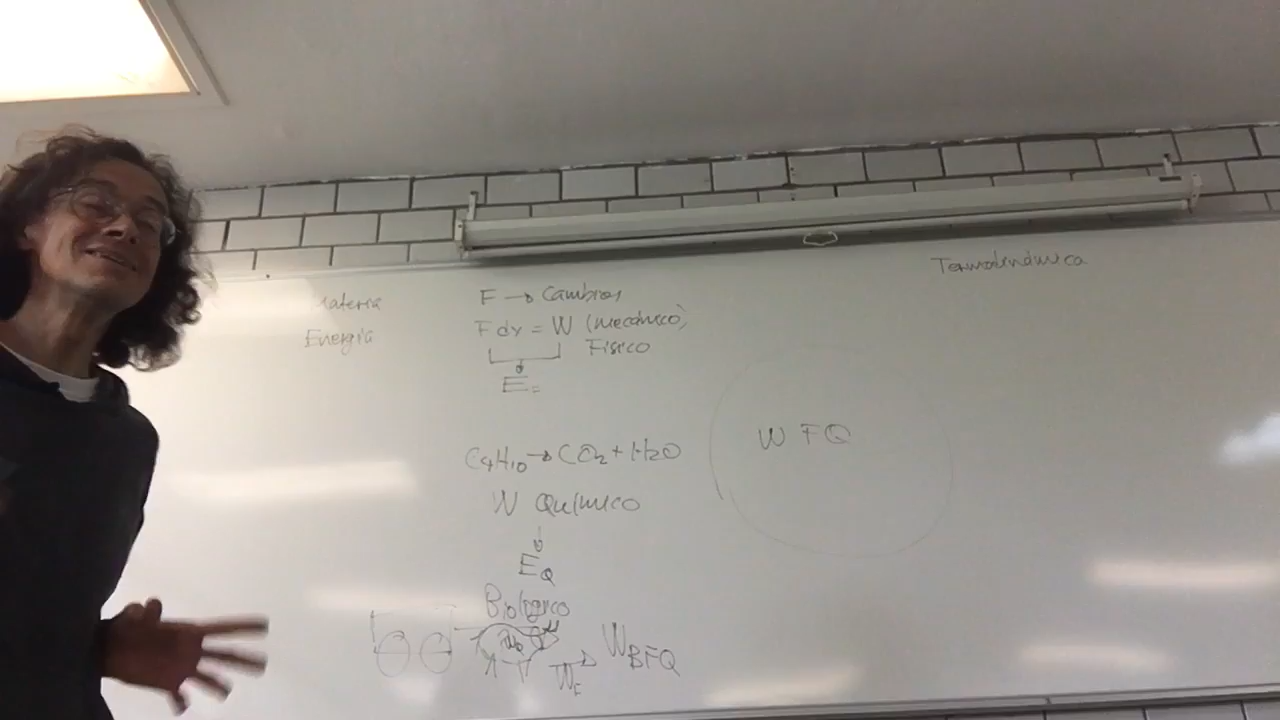 Termodinámica
Materia
Energía
F → Cambios
F dx = W (mecánico)
Físico
E
W FQ
C4H10 → CO2 + H2O
W Químico
EQ
Biológico
WBFQ